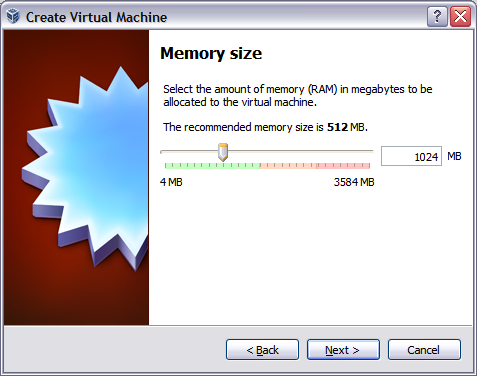 Create Virtual Machine
Memory size
Select the amount of memory (RAM) in megabytes to be
allocated to the virtual machine.
The recommended memory size is 512 MB.
1024 MB
4 MB 3584 MB
< Back Next > Cancel